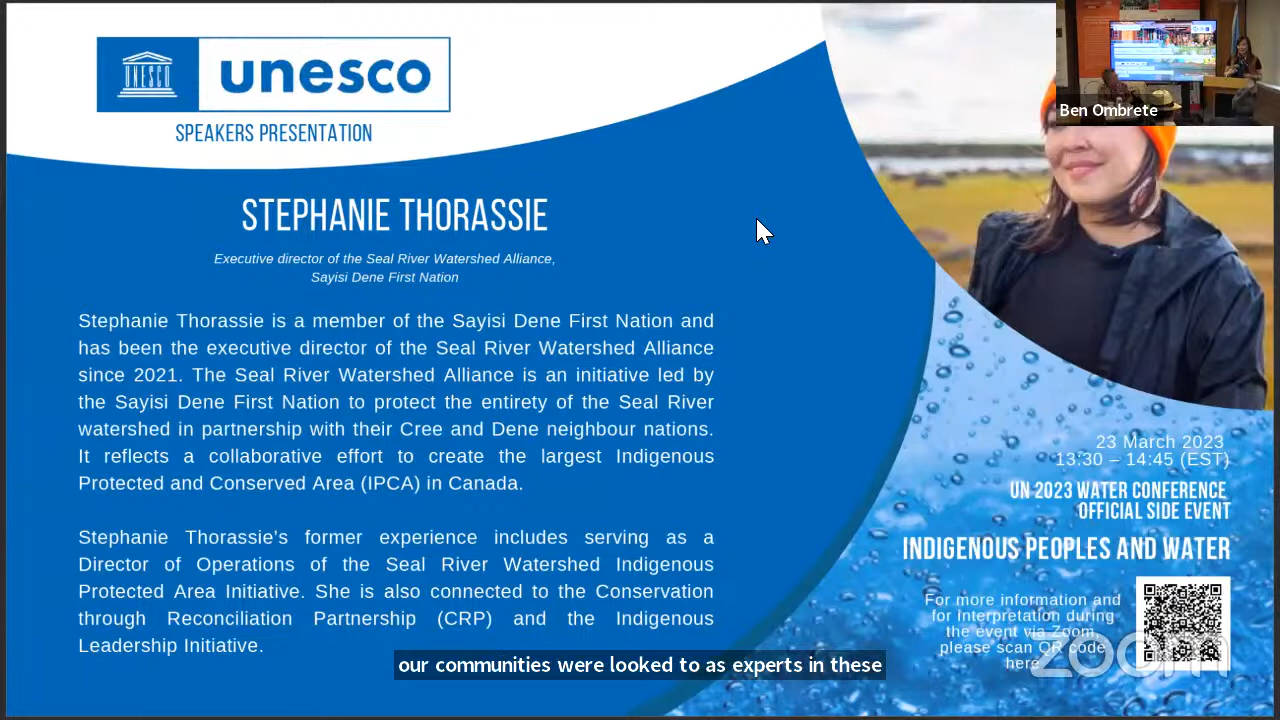 UNESCO
unesco
SPEAKERS PRESENTATION
Ben Ombrete
STEPHANIE THORASSIE
Executive director of the Seal River Watershed Alliance,
Sayisi Dene First Nation
Stephanie Thorassie is a member of the Sayisi Dene First Nation and
has been the executive director of the Seal River Watershed Alliance
since 2021. The Seal River Watershed Alliance is an initiative led by
the Sayisi Dene First Nation to protect the entirety of the Seal River
watershed in partnership with their Cree and Dene neighbour nations.
It reflects a collaborative effort to create the largest Indigenous
Protected and Conserved Area (IPCA) in Canada.
Stephanie Thorassie's former experience includes serving as a
Director of Operations of the Seal River Watershed Indigenous
Protected Area Initiative. She is also connected to the Conservation
through Reconciliation Partnership (CRP) and the Indigenous
Leadership Initiative.
23 March 2023
13:30 – 14:45 (EST)
UN 2023 WATER CONFERENCE
OFFICIAL SIDE EVENT
INDIGENOUS PEOPLES AND WATER
For more information and
for Interpretation during
the event via Zoom,
please scan QR code
here
zoom
our communities were looked to as experts in these